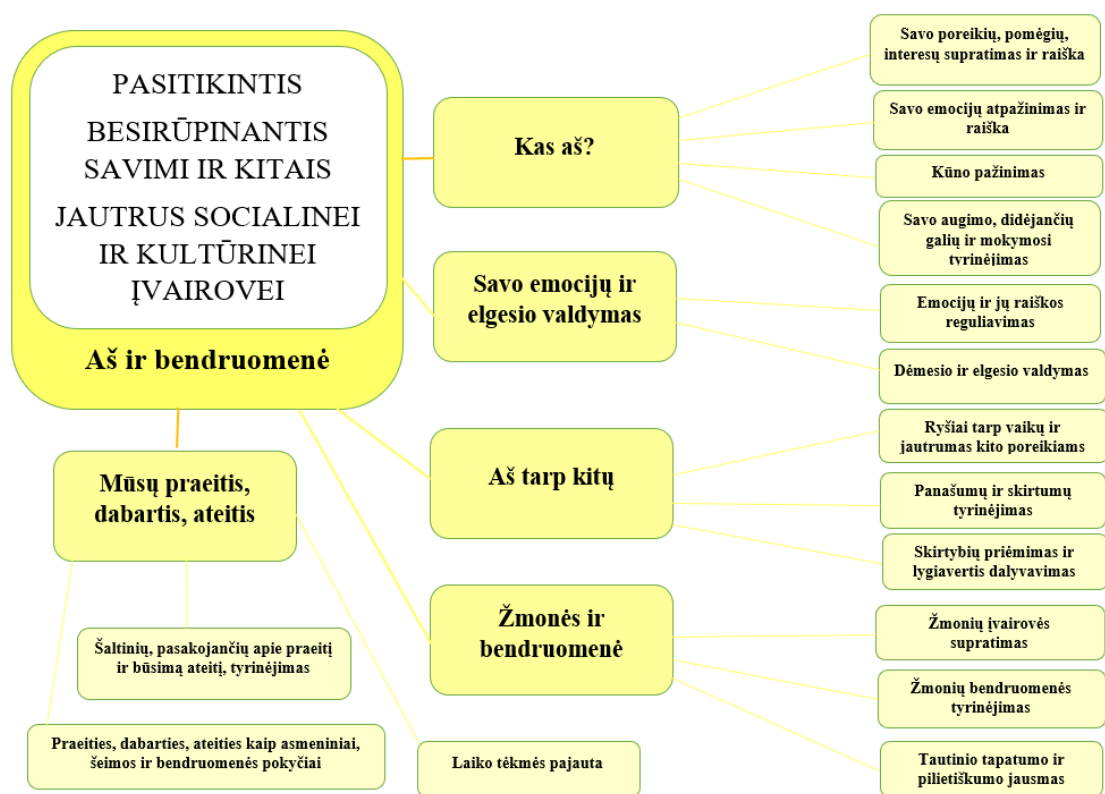 PASITIKINTIS
BESIRŪPINANTIS
SAVIMI IR KITAIS
JAUTRUS SOCIALINEI
IR KULTŪRINEI
ĮVAIROVEI
Aš ir bendruomenė
Kas aš?
Savo poreikių, pomėgių,
interesų supratimas ir raiška
Savo emocijų atpažinimas ir
raiška
Kūno pažinimas
Savo augimo, didėjančių
galių ir mokymosi
tyrinėjimas
Savo emocijų ir
elgesio valdymas
Emocijų ir jų raiškos
reguliavimas
Dėmesio ir elgesio valdymas
Aš tarp kitų
Ryšiai tarp vaikų ir
jautrumas kito poreikiams
Panašumų ir skirtumų
tyrinėjimas
Skirtybių priėmimas ir
lygiavertis dalyvavimas
Žmonės ir
bendruomenė
Žmonių įvairovės
supratimas
Žmonių bendruomenės
tyrinėjimas
Tautinio tapatumo ir
pilietiškumo jausmas
Mūsų praeitis,
dabartis, ateitis
Šaltinių, pasakojančių apie praeitį
ir būsimą ateitį, tyrinėjimas
Praeities, dabarties, ateities kaip asmeniniai,
šeimos ir bendruomenės pokyčiai
Laiko tėkmės pajauta